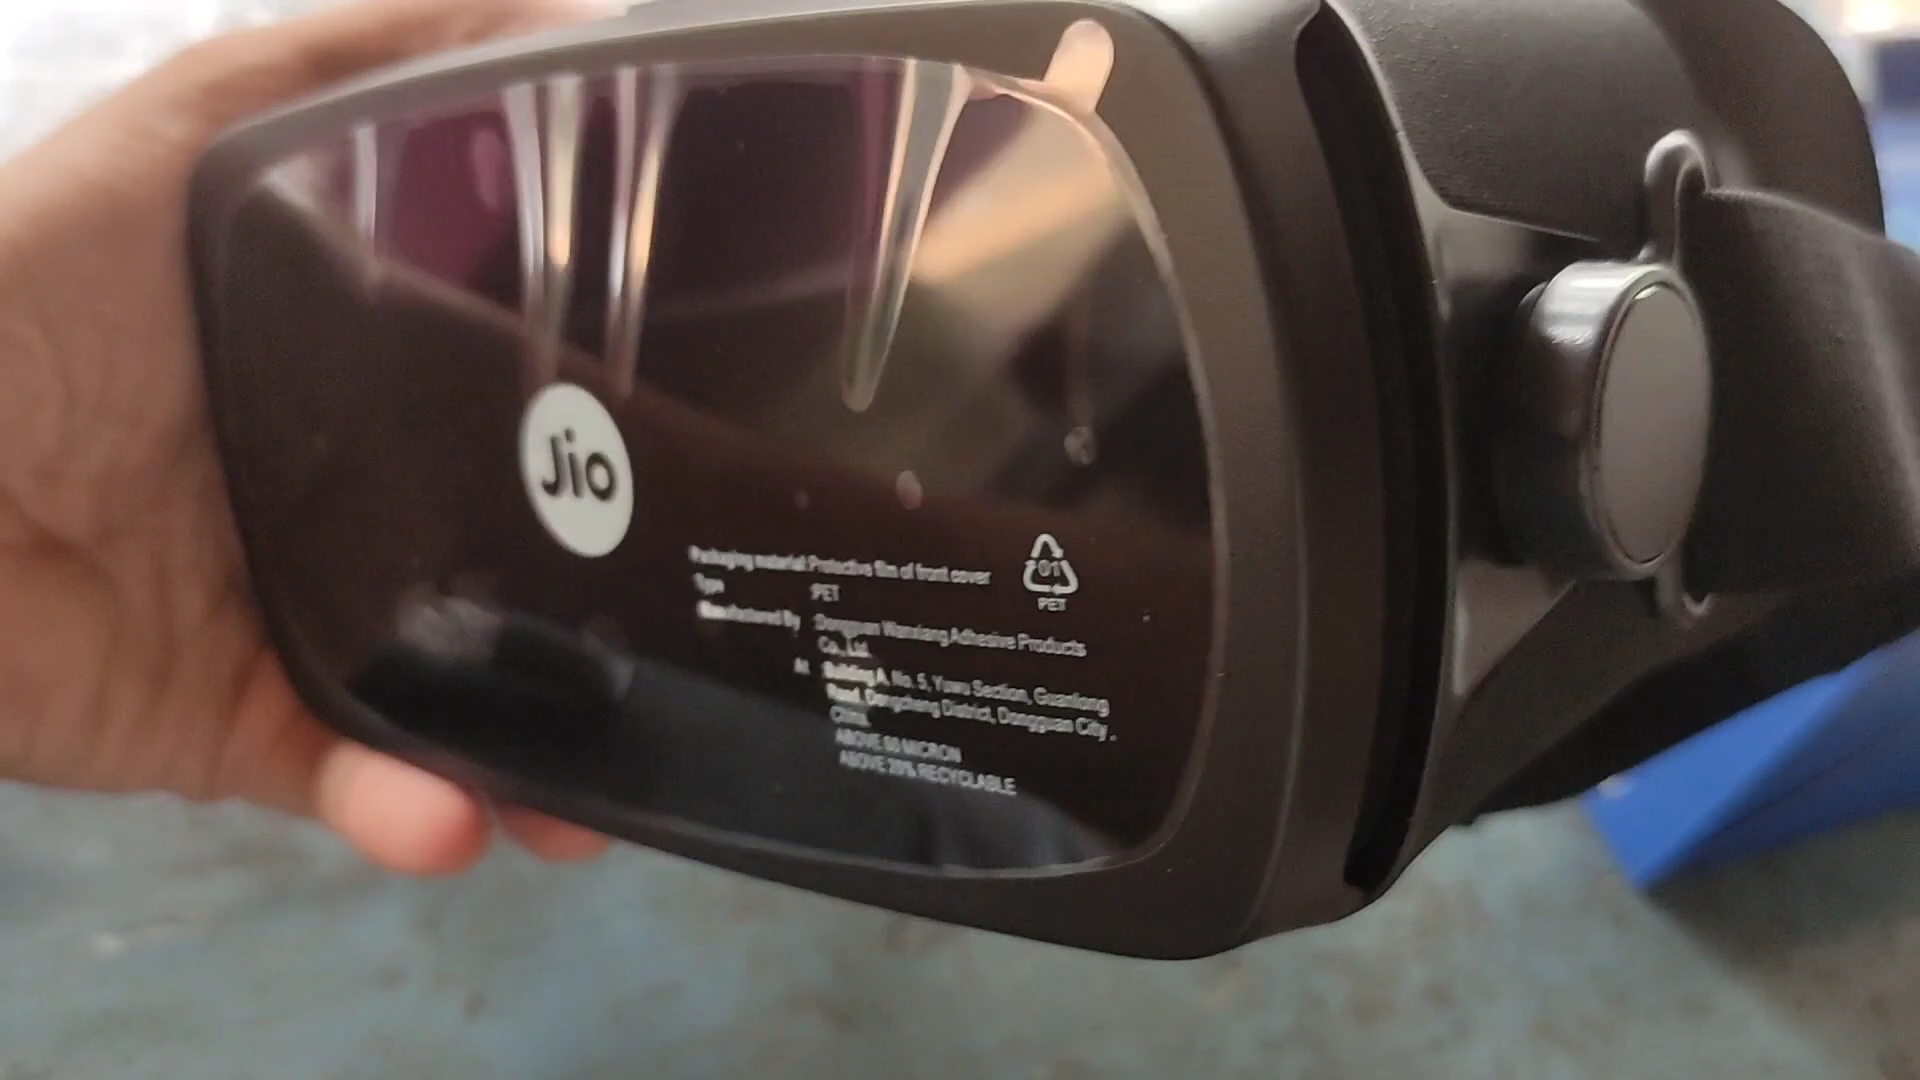 Jio
Packaging material: Protective film of front cover
Type :PET
Manufactured By :Dongguan Wanxiang Adhesive Products
Co., Ltd.
At :Building A, No. 5, Yuwu Section, Guanlong
Road, Dongcheng District, Dongguan City ,
China.
ABOVE 50 MICRON
ABOVE 20% RECYCLABLE
01
PET